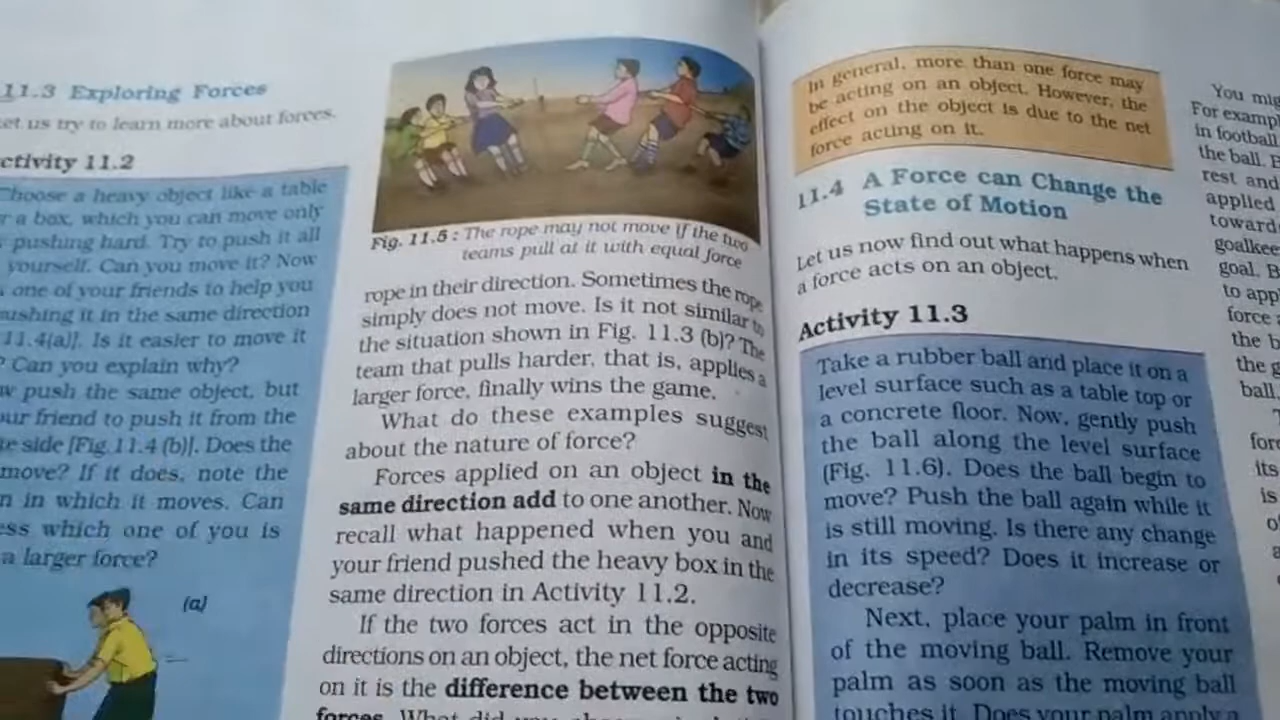 11.3 Exploring Forces
et us try to learn more about forces.
ctivity 11.2
Choose a heavy object like a table
r a box, which you can move only
pushing hard. Try to push it all
yourself. Can you move it? Now
one of your friends to help you
ushing it in the same direction
11.4(a)]. Is it easier to move it
? Can you explain why?
w push the same object, but
ur friend to push it from the
te side [Fig. 11.4 (b)]. Does the
move? If it does, note the
n in which it moves. Can
ess which one of you is
a larger force?
(a)
Fig. 11.5 : The rope may not move if the two
teams pull at it with equal force
rope in their direction. Sometimes the rope
simply does not move. Is it not similar to
the situation shown in Fig. 11.3 (b)? The
team that pulls harder, that is, applies a
larger force, finally wins the game.
What do these examples suggest
about the nature of force?
Forces applied on an object in the
same direction add to one another. Now
recall what happened when you and
your friend pushed the heavy box in the
same direction in Activity 11.2.
If the two forces act in the opposite
directions on an object, the net force acting
on it is the difference between the two
forces. What did you
In general, more than one force may
be acting on an object. However, the
effect on the object is due to the net
force acting on it.
11.4 A Force can Change the
State of Motion
Let us now find out what happens when
a force acts on an object.
Activity 11.3
Take a rubber ball and place it on a
level surface such as a table top or
a concrete floor. Now, gently push
the ball along the level surface
(Fig. 11.6). Does the ball begin to
move? Push the ball again while it
is still moving. Is there any change
in its speed? Does it increase or
decrease?
Next, place your palm in front
of the moving ball. Remove your
palm as soon as the moving ball
touches it. Does your palm apply a
You mig
For examp
in football
the ball. B
rest and
applied
toward
goalkee
goal. B
to app
force
the b
the g
ball.
T
for
its
is